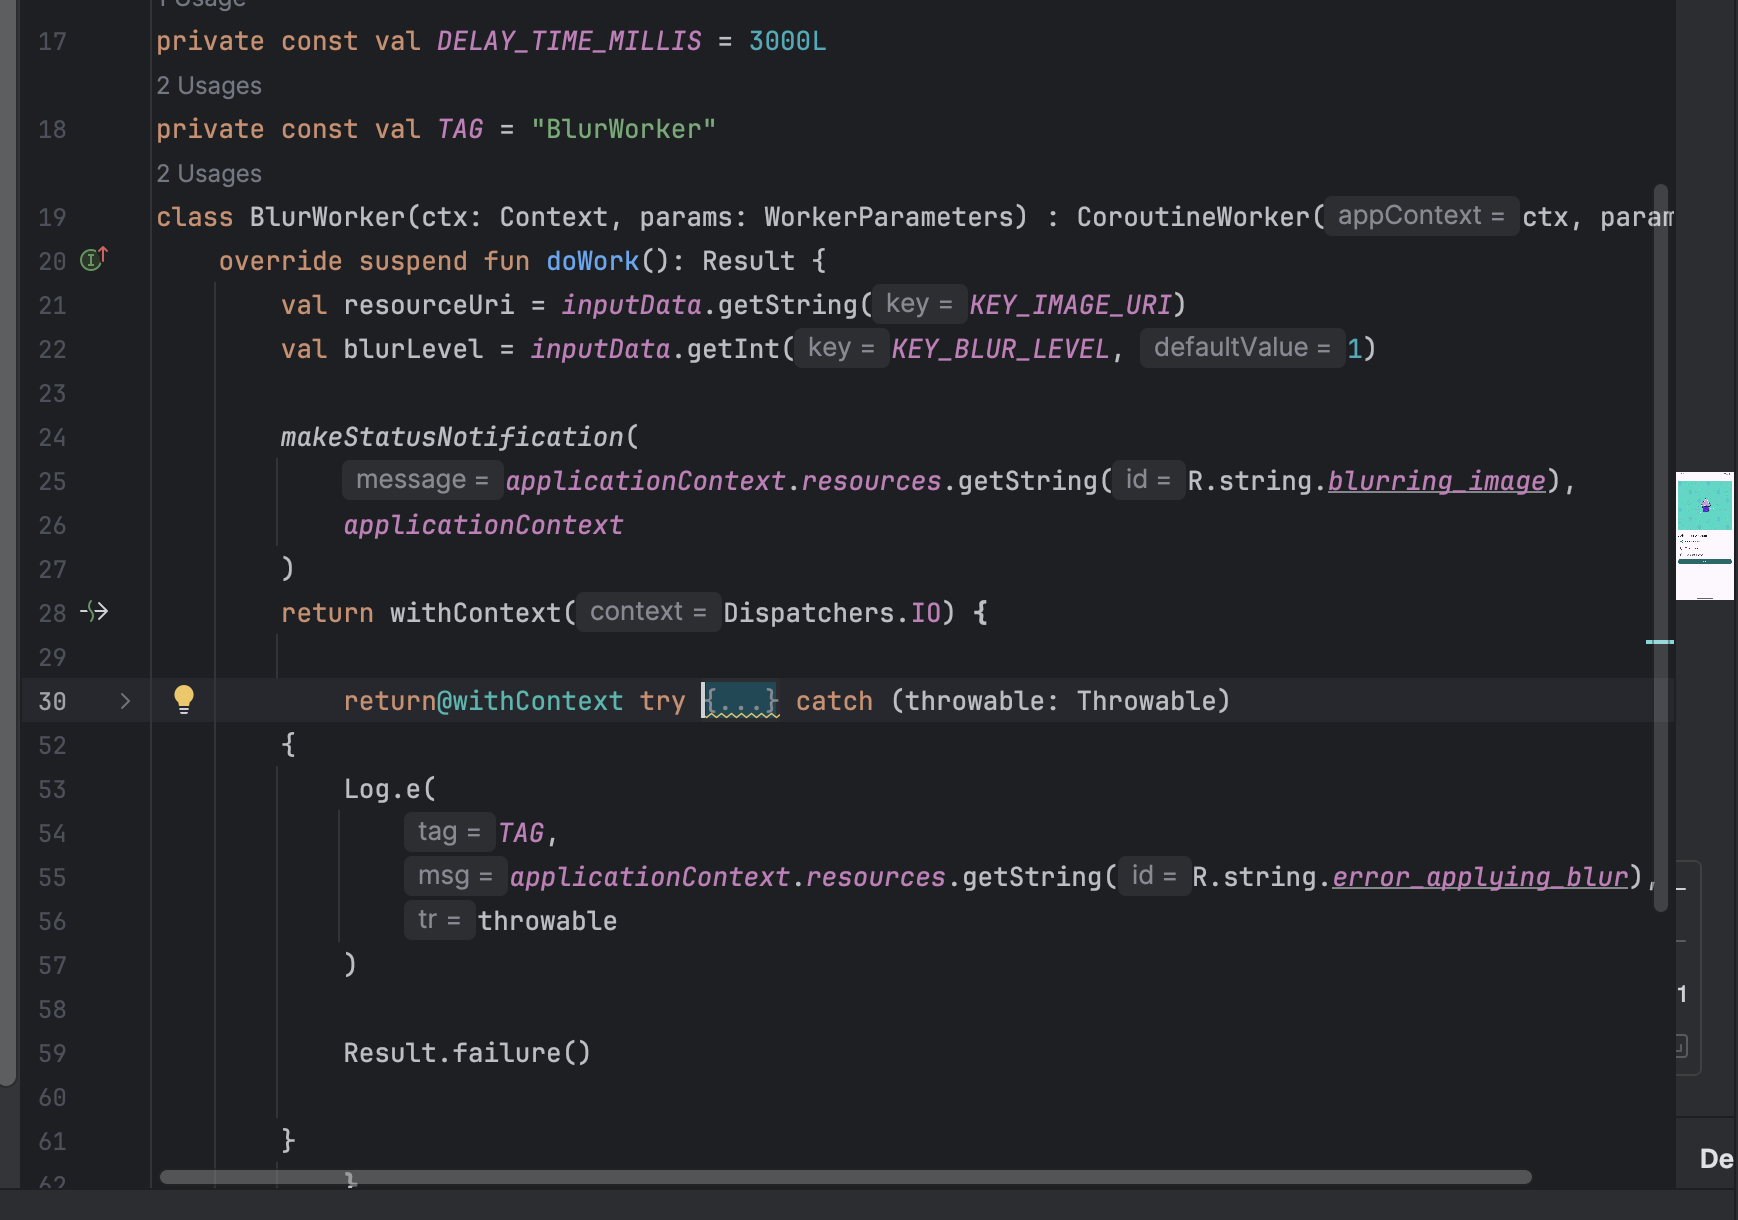 1 Usage
17 private const val DELAY_TIME_MILLIS = 3000L
2 Usages
18 private const val TAG = "BlurWorker"
2 Usages
19 class BlurWorker(ctx: Context, params: WorkerParameters) : CoroutineWorker( appContext = ctx, param
20 override suspend fun doWork(): Result {
21 val resourceUri = inputData.getString( key = KEY_IMAGE_URI)
22 val blurLevel = inputData.getInt( key = KEY_BLUR_LEVEL, defaultValue = 1)
23
24 makeStatusNotification(
25 message = applicationContext.resources.getString( id = R.string.blurring_image),
26 applicationContext
27 )
28 return withContext( context = Dispatchers.IO) {
29
30 return@withContext try {...} catch (throwable: Throwable)
52 {
53 Log.e(
54 tag = TAG,
55 msg = applicationContext.resources.getString( id = R.string.error_applying_blur),
56 tr = throwable
57 )
58
59 Result.failure()
60
61 }
62 }
1
De